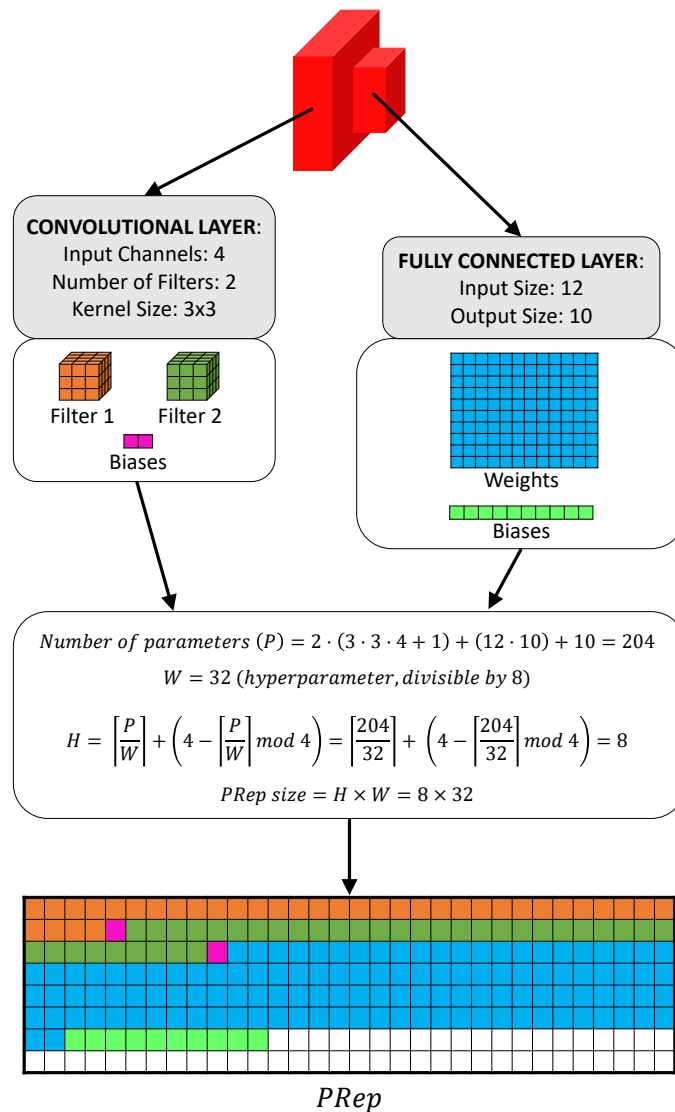 CONVOLUTIONAL LAYER:
Input Channels: 4
Number of Filters: 2
Kernel Size: 3x3
FULLY CONNECTED LAYER:
Input Size: 12
Output Size: 10
Filter 1
Filter 2
Biases
Weights
Biases
Number of parameters (P) = 2 · (3 · 3 · 4 + 1) + (12 · 10) + 10 = 204
W = 32 (hyperparameter, divisible by 8)
H = ⌈P/W⌉ + (4 − ⌈P/W⌉ mod 4) = ⌈204/32⌉ + (4 − ⌈204/32⌉ mod 4) = 8
PRep size = H × W = 8 × 32
PRep